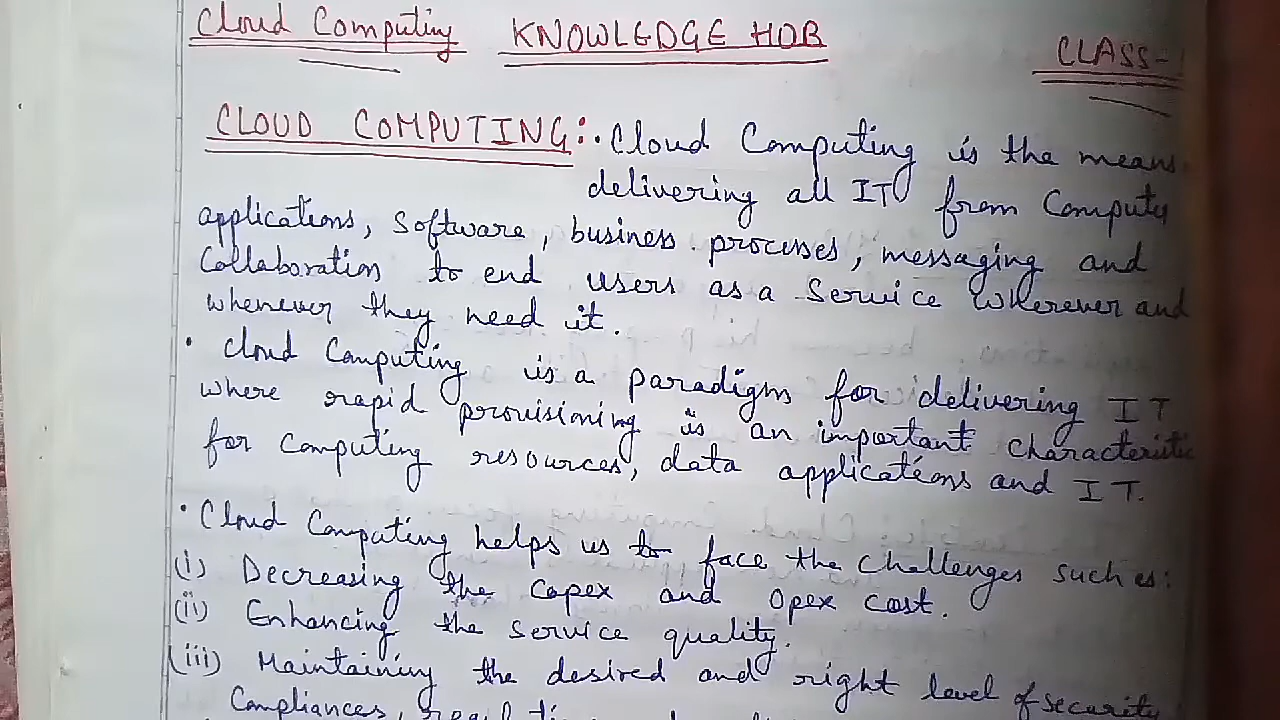 Cloud Computing KNOWLEDGE HUB CLASS-
CLOUD COMPUTING:• Cloud Computing is the means
delivering all IT from Computer
applications, Software, business processes, messaging and
Collaboration to end users as a Service wherever and
whenever they need it.
• Cloud Computing is a paradigm for delivering IT
where rapid provisioning is an important characteristic
for Computing resources, data applications and IT.
• Cloud Computing helps us to face the challenges such es:
(i) Decreasing the Capex and Opex Cost.
(ii) Enhancing the Service quality.
(iii) Maintaining the desired and right level of security
Compliances,